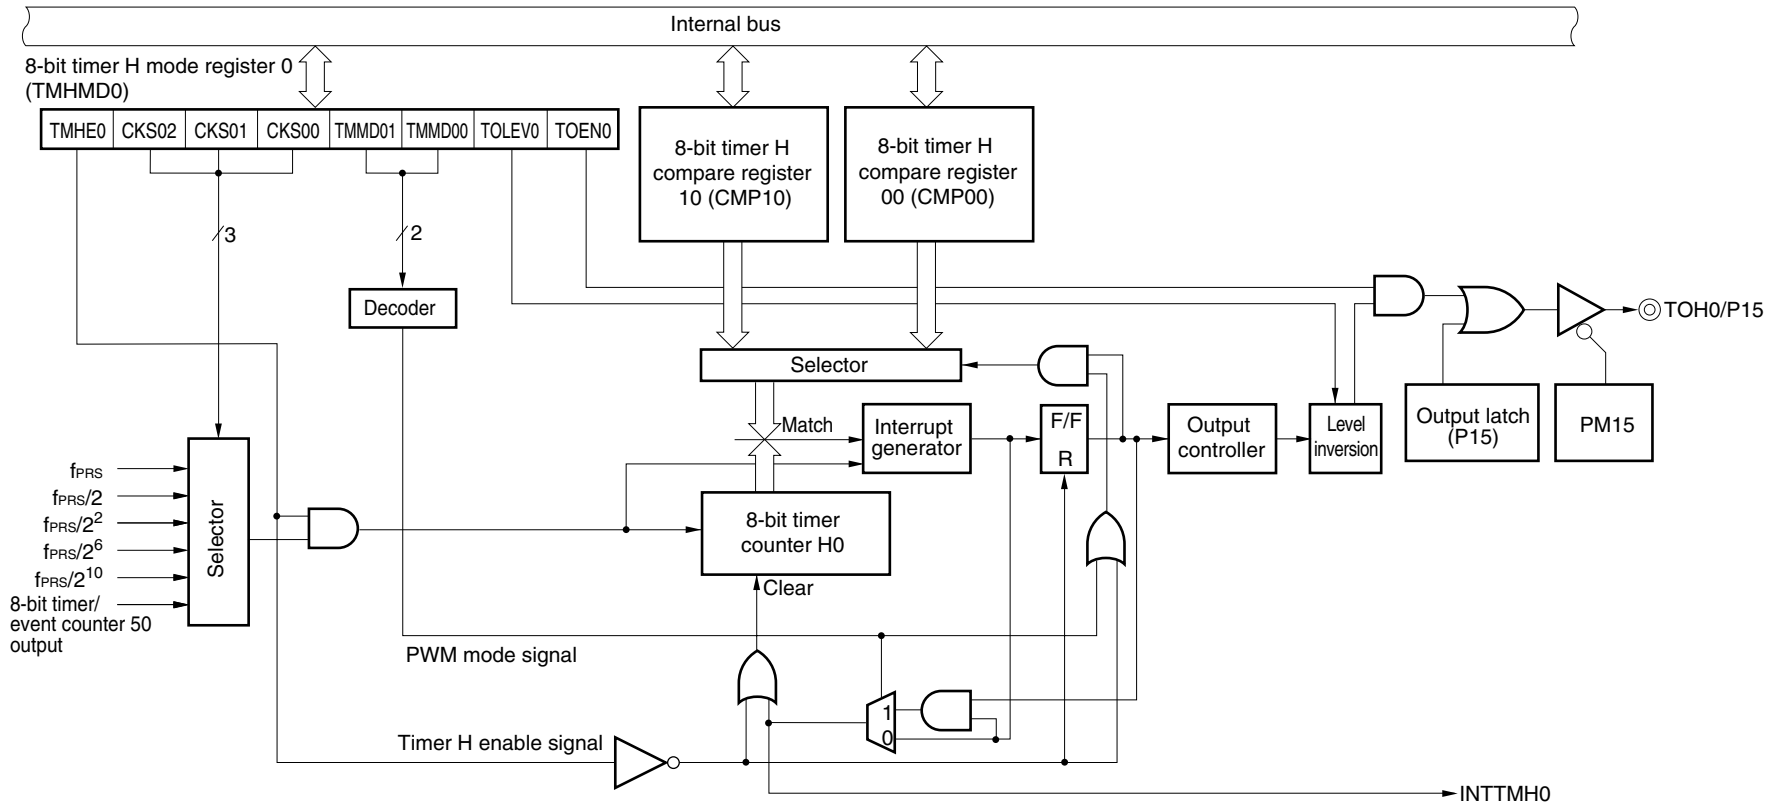 Internal bus
8-bit timer H mode register 0
(TMHMD0)
TMHE0 CKS02 CKS01 CKS00 TMMD01 TMMD00 TOLEV0 TOEN0
8-bit timer H
compare register
10 (CMP10)
8-bit timer H
compare register
00 (CMP00)
3
2
Decoder
TOH0/P15
Selector
Match
Interrupt
generator
F/F
R
Output
controller
Level
inversion
Output latch
(P15)
PM15
fPRS
fPRS/2
fPRS/2²
fPRS/2⁶
fPRS/2¹⁰
8-bit timer/
event counter 50
output
Selector
8-bit timer
counter H0
Clear
PWM mode signal
1
0
Timer H enable signal
INTTMH0